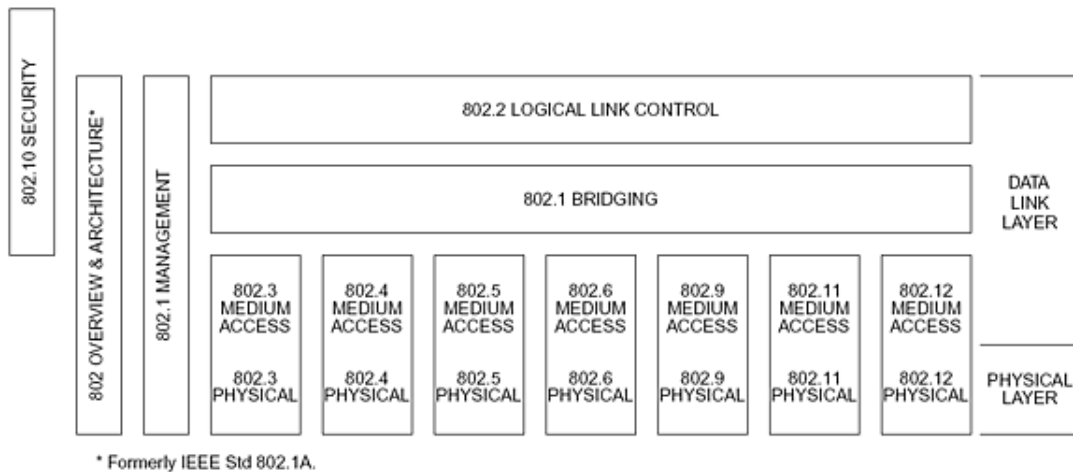 802.10 SECURITY
802 OVERVIEW & ARCHITECTURE*
802.1 MANAGEMENT
802.2 LOGICAL LINK CONTROL
802.1 BRIDGING
DATA
LINK
LAYER
802.3
MEDIUM
ACCESS
802.3
PHYSICAL
802.4
MEDIUM
ACCESS
802.4
PHYSICAL
802.5
MEDIUM
ACCESS
802.5
PHYSICAL
802.6
MEDIUM
ACCESS
802.6
PHYSICAL
802.9
MEDIUM
ACCESS
802.9
PHYSICAL
802.11
MEDIUM
ACCESS
802.11
PHYSICAL
802.12
MEDIUM
ACCESS
802.12
PHYSICAL
PHYSICAL
LAYER
* Formerly IEEE Std 802.1A.